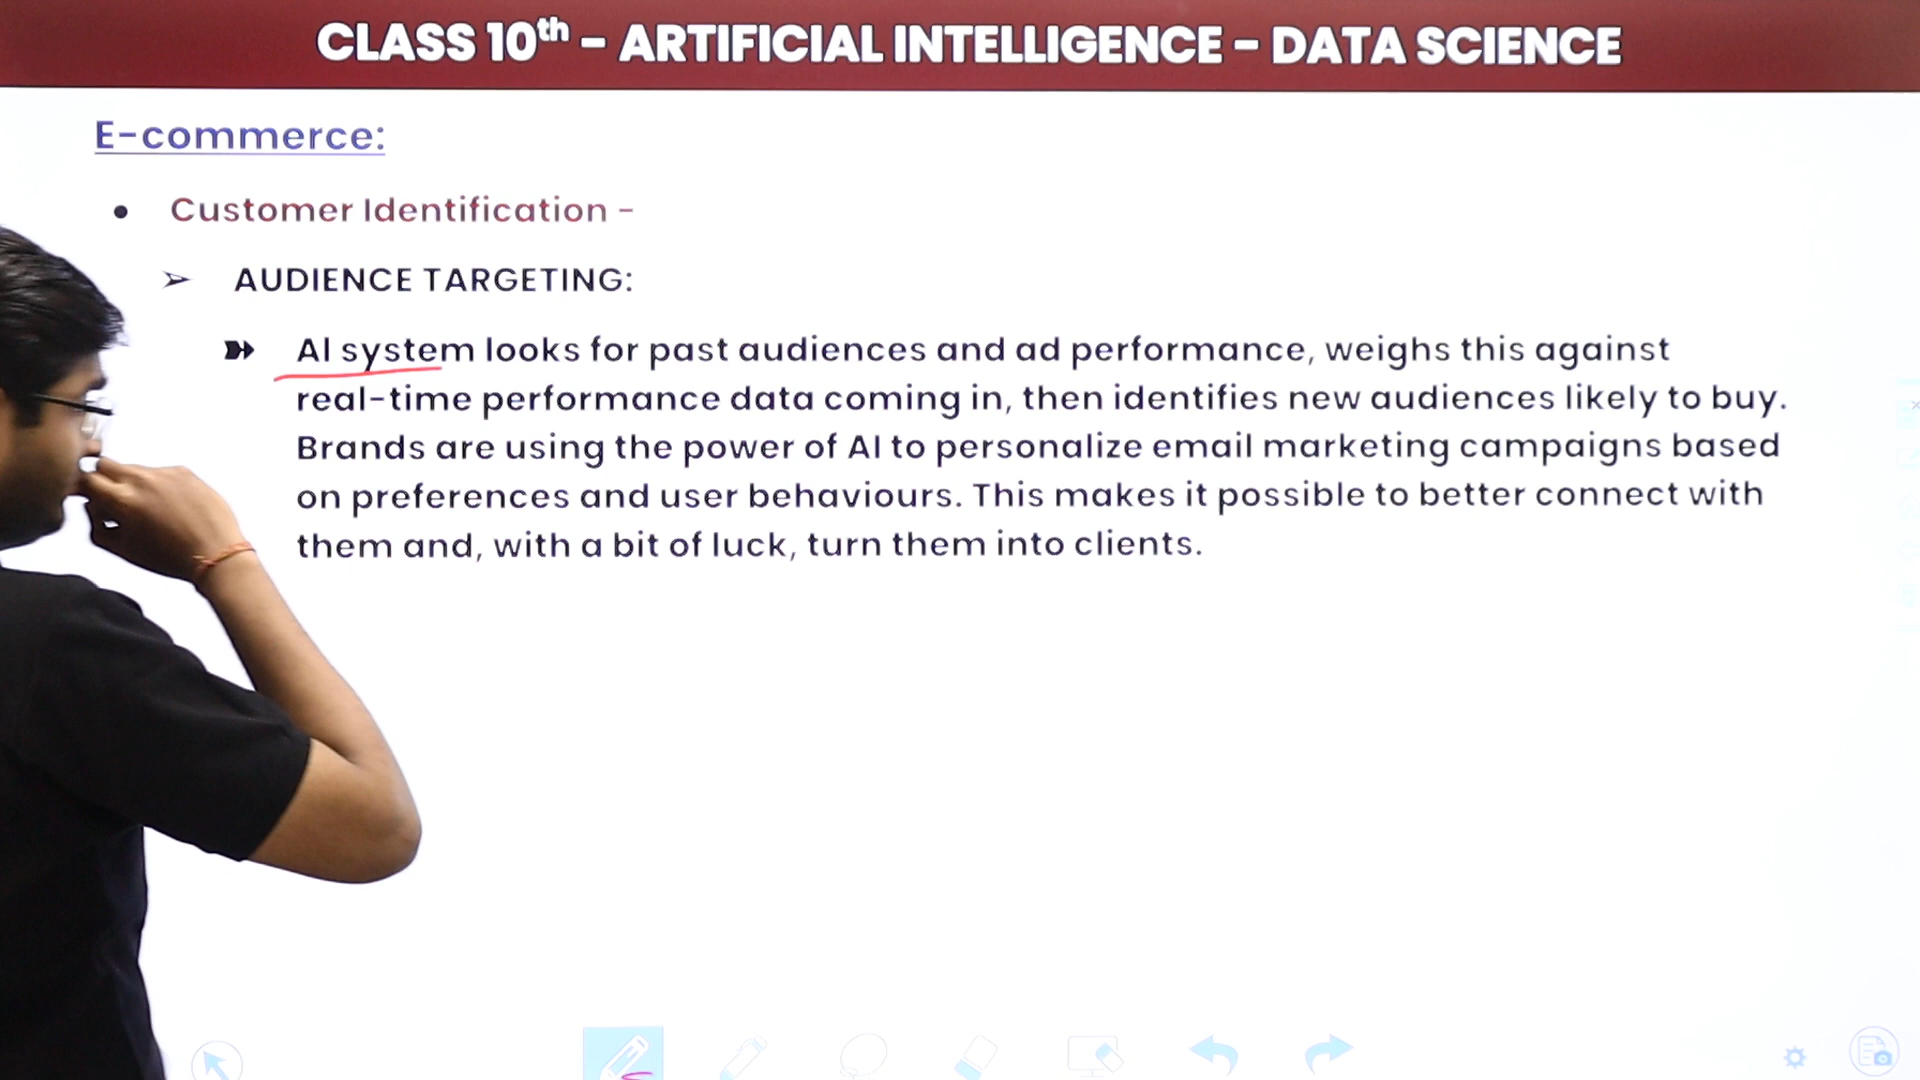 CLASS 10th - ARTIFICIAL INTELLIGENCE - DATA SCIENCE
E-commerce:
• Customer Identification -
➢ AUDIENCE TARGETING:
AI system looks for past audiences and ad performance, weighs this against
real-time performance data coming in, then identifies new audiences likely to buy.
Brands are using the power of AI to personalize email marketing campaigns based
on preferences and user behaviours. This makes it possible to better connect with
them and, with a bit of luck, turn them into clients.